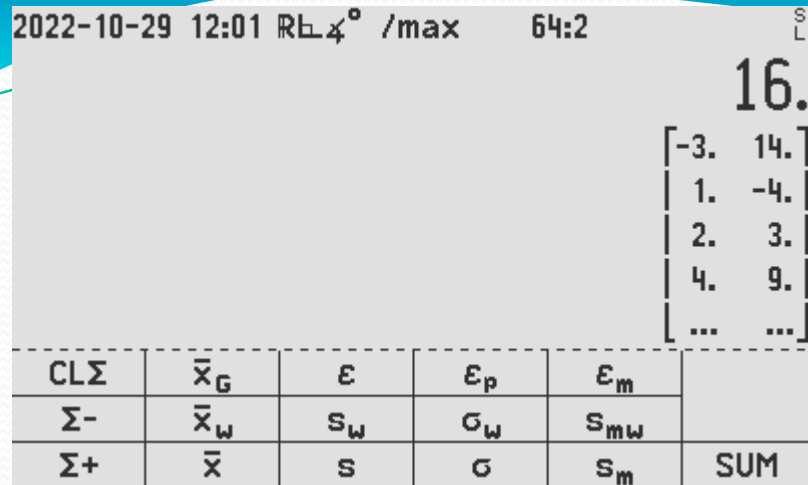 2022-10-29 12:01 R∟∡° /max 64:2 S L
16.
[-3. 14.]
1. -4.
2. 3.
4. 9.
... ...
CLΣ x̄G ε εp εm
Σ- x̄w sw σw smw
Σ+ x̄ s σ sm SUM